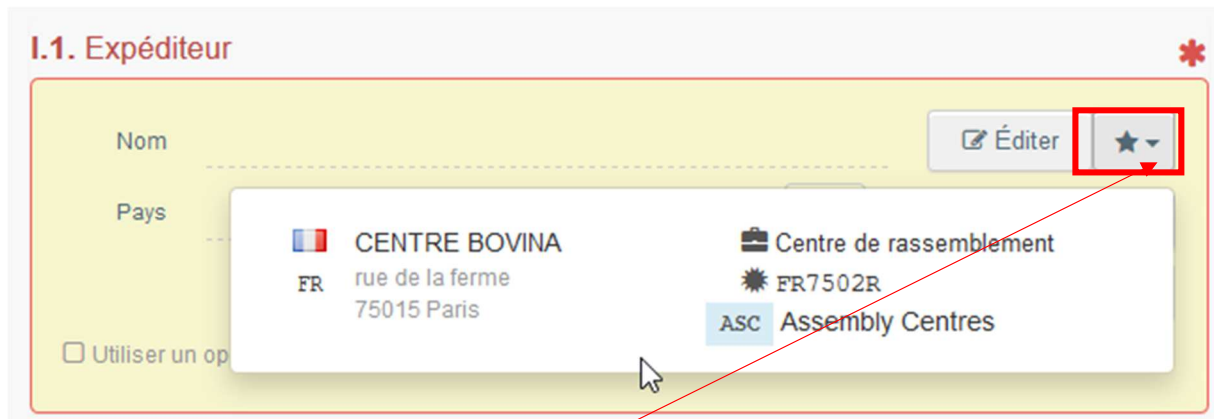 I.1. Expéditeur
Nom
Éditer
Pays
CENTRE BOVINA
Centre de rassemblement
FR
rue de la ferme
FR7502R
75015 Paris
ASC Assembly Centres
Utiliser un op